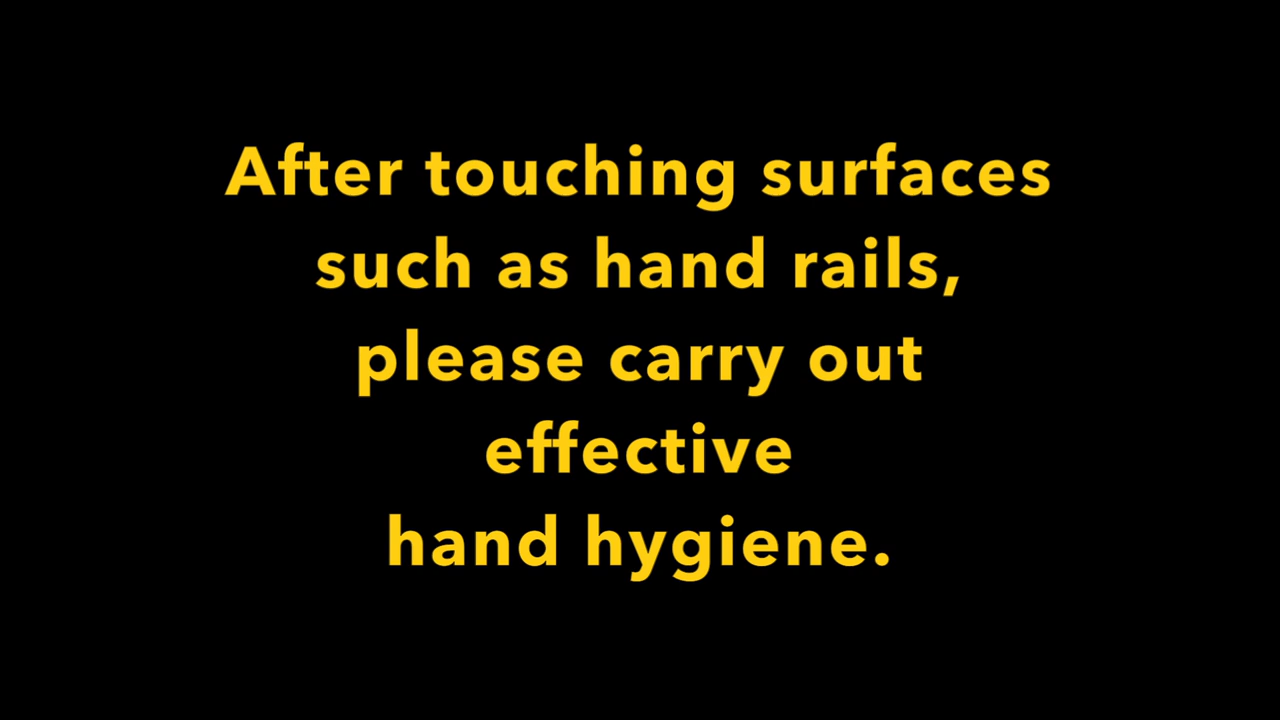 After touching surfaces
such as hand rails,
please carry out
effective
hand hygiene.